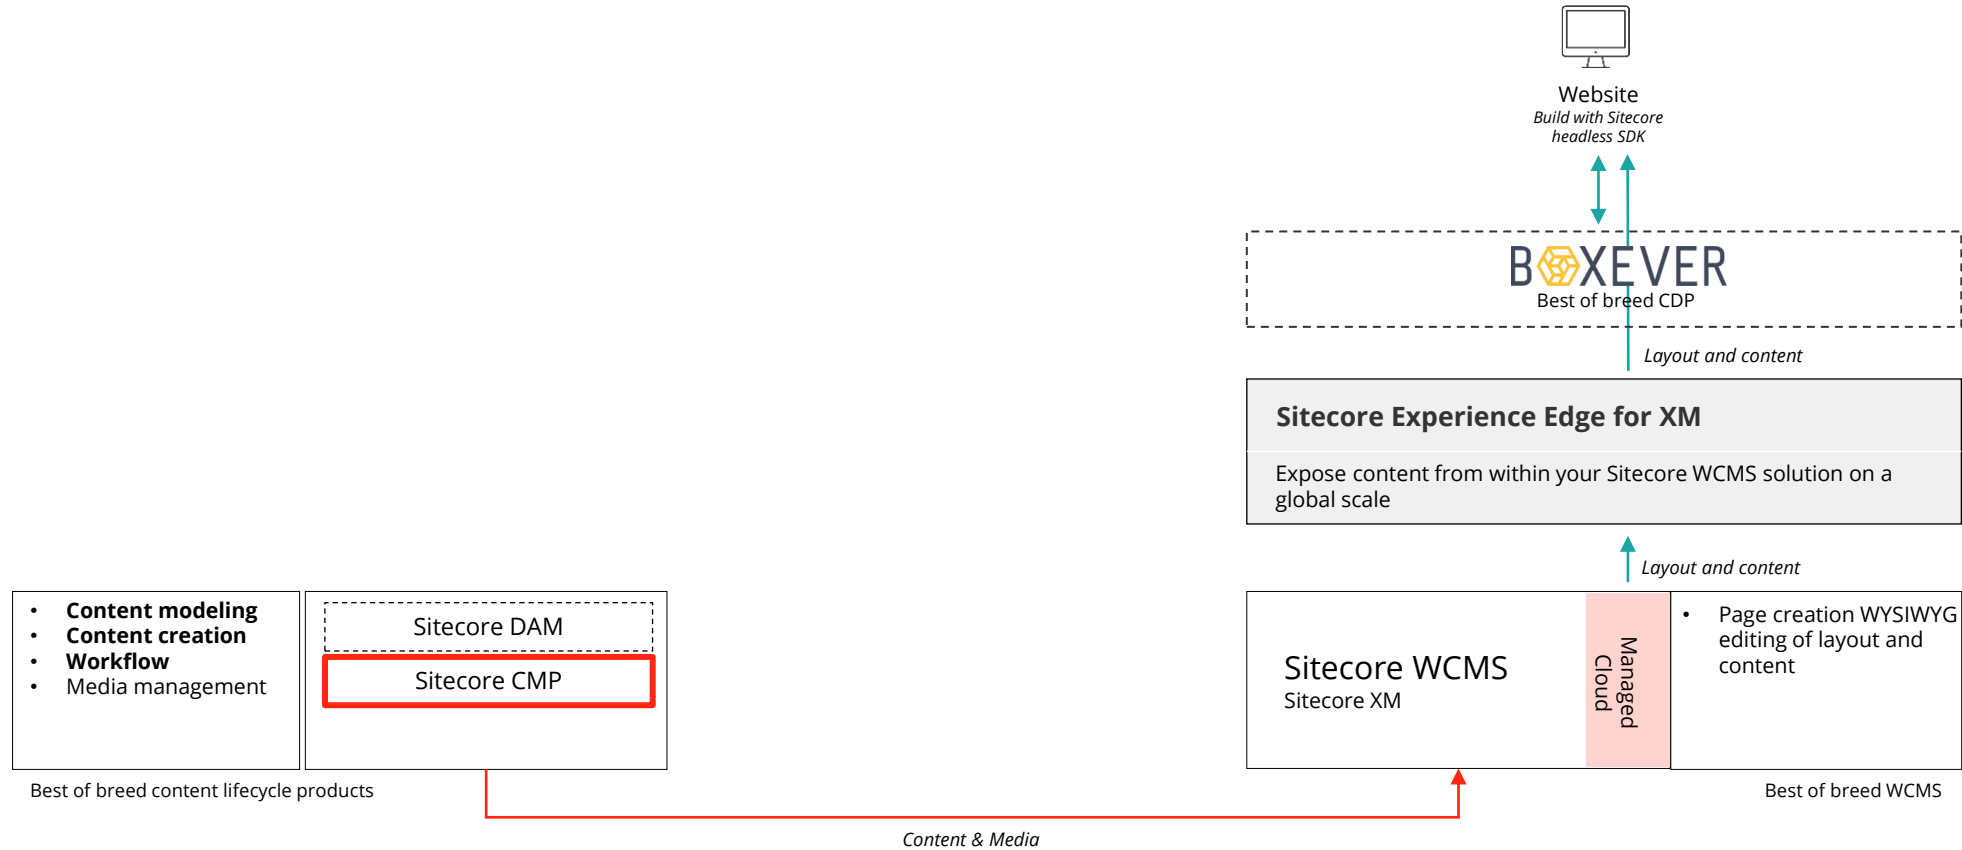 Website
Build with Sitecore
headless SDK
BOXEVER
Best of breed CDP
Layout and content
Sitecore Experience Edge for XM
Expose content from within your Sitecore WCMS solution on a
global scale
Layout and content
• Content modeling
• Content creation
• Workflow
• Media management
Sitecore DAM
Sitecore CMP
Sitecore WCMS
Sitecore XM
Managed
Cloud
• Page creation WYSIWYG
editing of layout and
content
Best of breed content lifecycle products
Best of breed WCMS
Content & Media